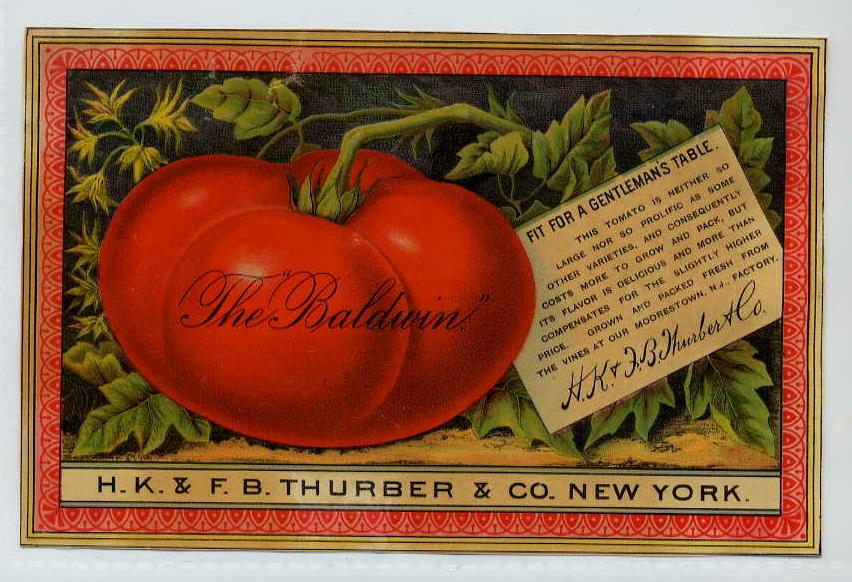 The "Baldwin."
FIT FOR A GENTLEMAN'S TABLE.
THIS TOMATO IS NEITHER SO
LARGE NOR SO PROLIFIC AS SOME
OTHER VARIETIES, AND CONSEQUENTLY
COSTS MORE TO GROW AND PACK, BUT
ITS FLAVOR IS DELICIOUS AND MORE THAN
COMPENSATES FOR THE SLIGHTLY HIGHER
PRICE. GROWN AND PACKED FRESH FROM
THE VINES AT OUR MOORESTOWN, N.J. FACTORY.
H.K. & F.B. Thurber & Co.
H.K. & F.B. THURBER & CO. NEW YORK.